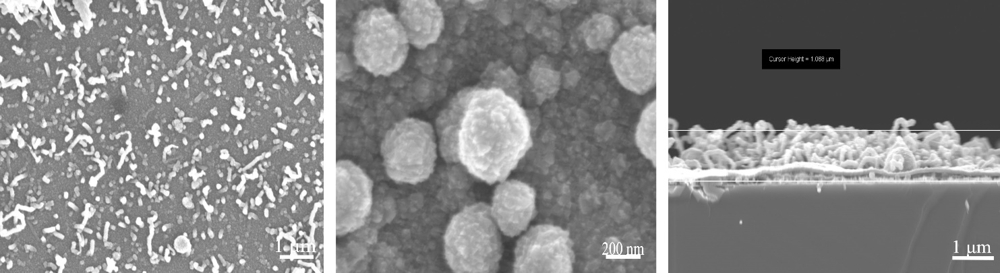 1 μm
200 nm
Cursor Height = 1.068 μm
1 μm